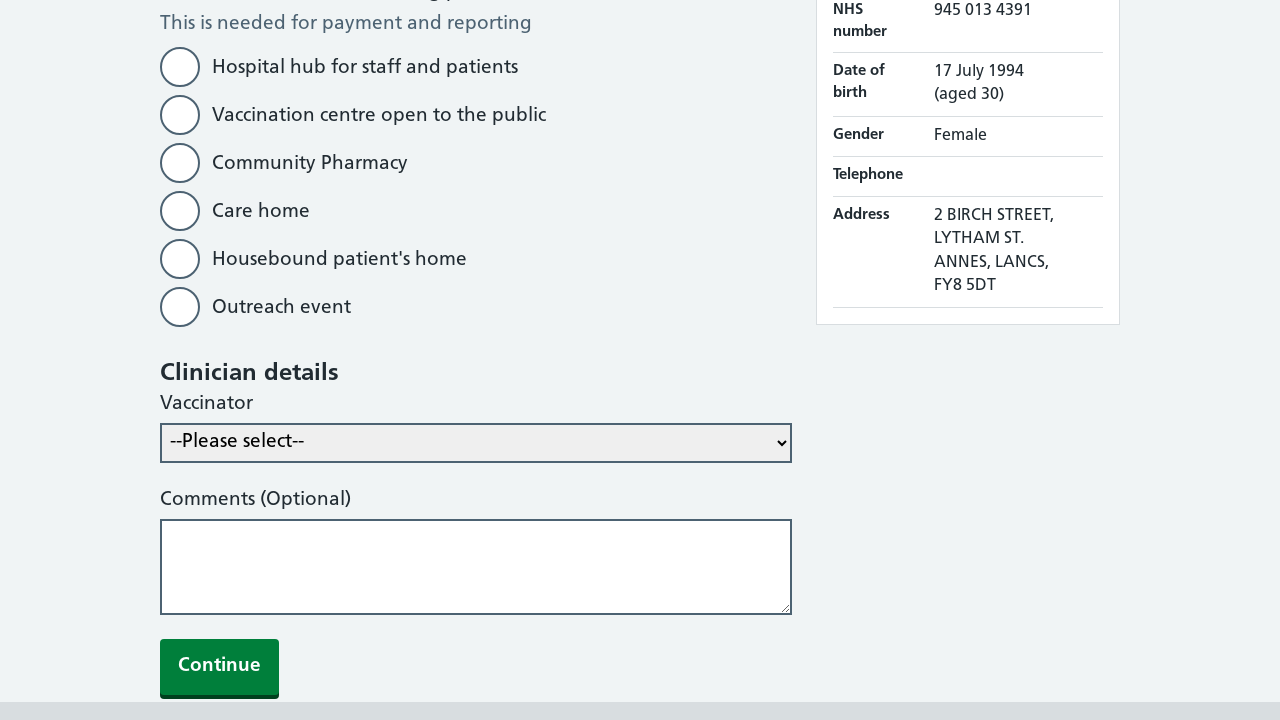 This is needed for payment and reporting
Hospital hub for staff and patients
Vaccination centre open to the public
Community Pharmacy
Care home
Housebound patient's home
Outreach event
Clinician details
Vaccinator
--Please select--
Comments (Optional)
Continue
NHS number
945 013 4391
Date of birth
17 July 1994
(aged 30)
Gender
Female
Telephone
Address
2 BIRCH STREET,
LYTHAM ST.
ANNES, LANCS,
FY8 5DT